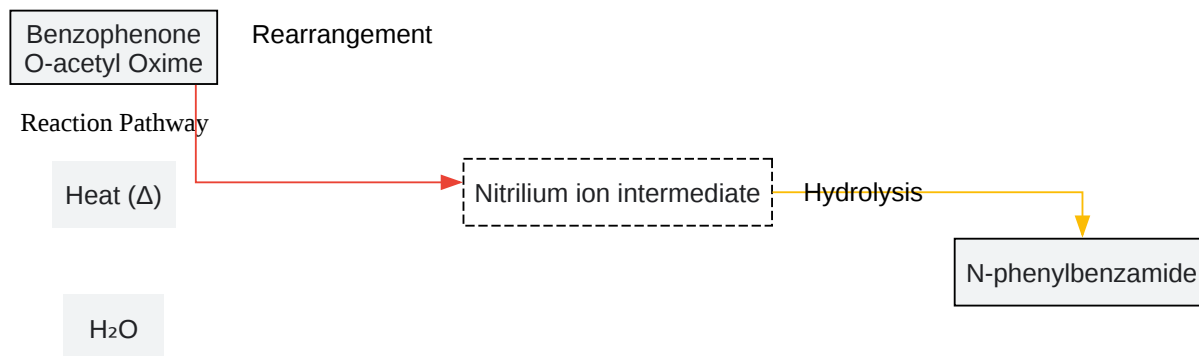 Benzophenone
O-acetyl Oxime
Rearrangement
Reaction Pathway
Heat (Δ)
Nitrilium ion intermediate
Hydrolysis
N-phenylbenzamide
H₂O